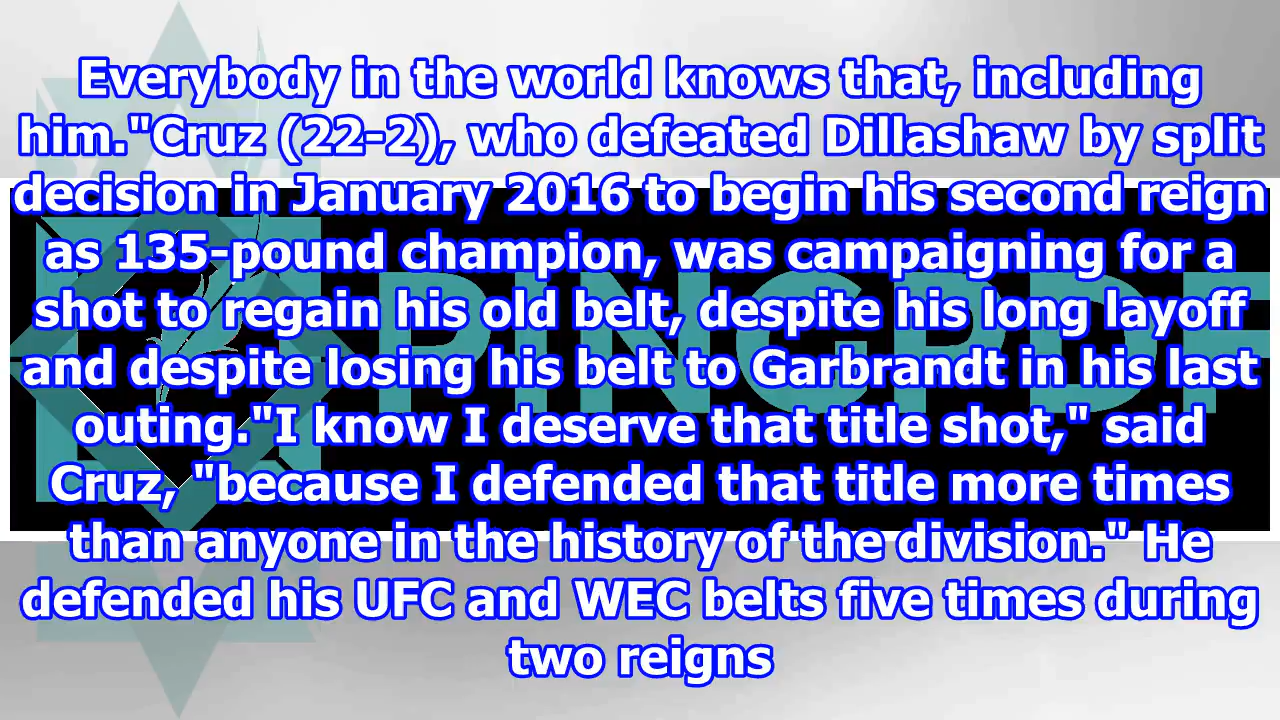 Everybody in the world knows that, including
him."Cruz (22-2), who defeated Dillashaw by split
decision in January 2016 to begin his second reign
as 135-pound champion, was campaigning for a
shot to regain his old belt, despite his long layoff
and despite losing his belt to Garbrandt in his last
outing."I know I deserve that title shot," said
Cruz, "because I defended that title more times
than anyone in the history of the division." He
defended his UFC and WEC belts five times during
two reigns
PINGPDF